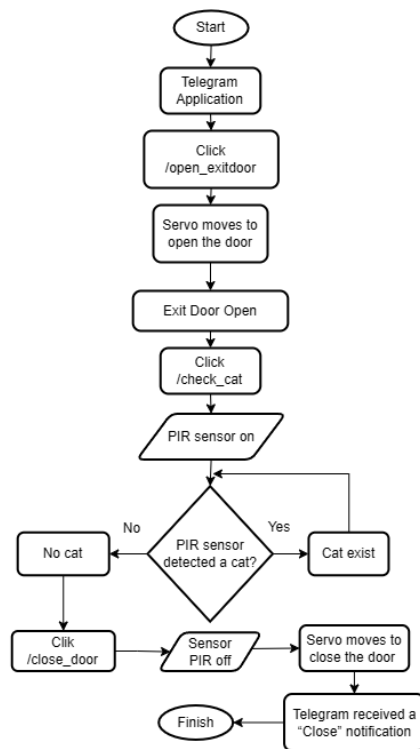 Start
Telegram
Application
Click
/open_exitdoor
Servo moves to
open the door
Exit Door Open
Click
/check_cat
PIR sensor on
No
Yes
No cat
PIR sensor
detected a cat?
Cat exist
Clik
/close_door
Sensor
PIR off
Servo moves to
close the door
Finish
Telegram received a
“Close” notification